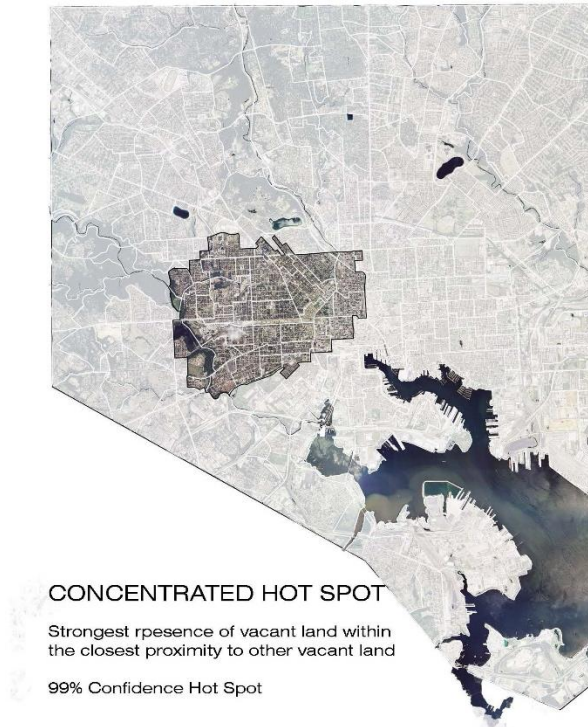 CONCENTRATED HOT SPOT
Strongest rpesence of vacant land within
the closest proximity to other vacant land
99% Confidence Hot Spot